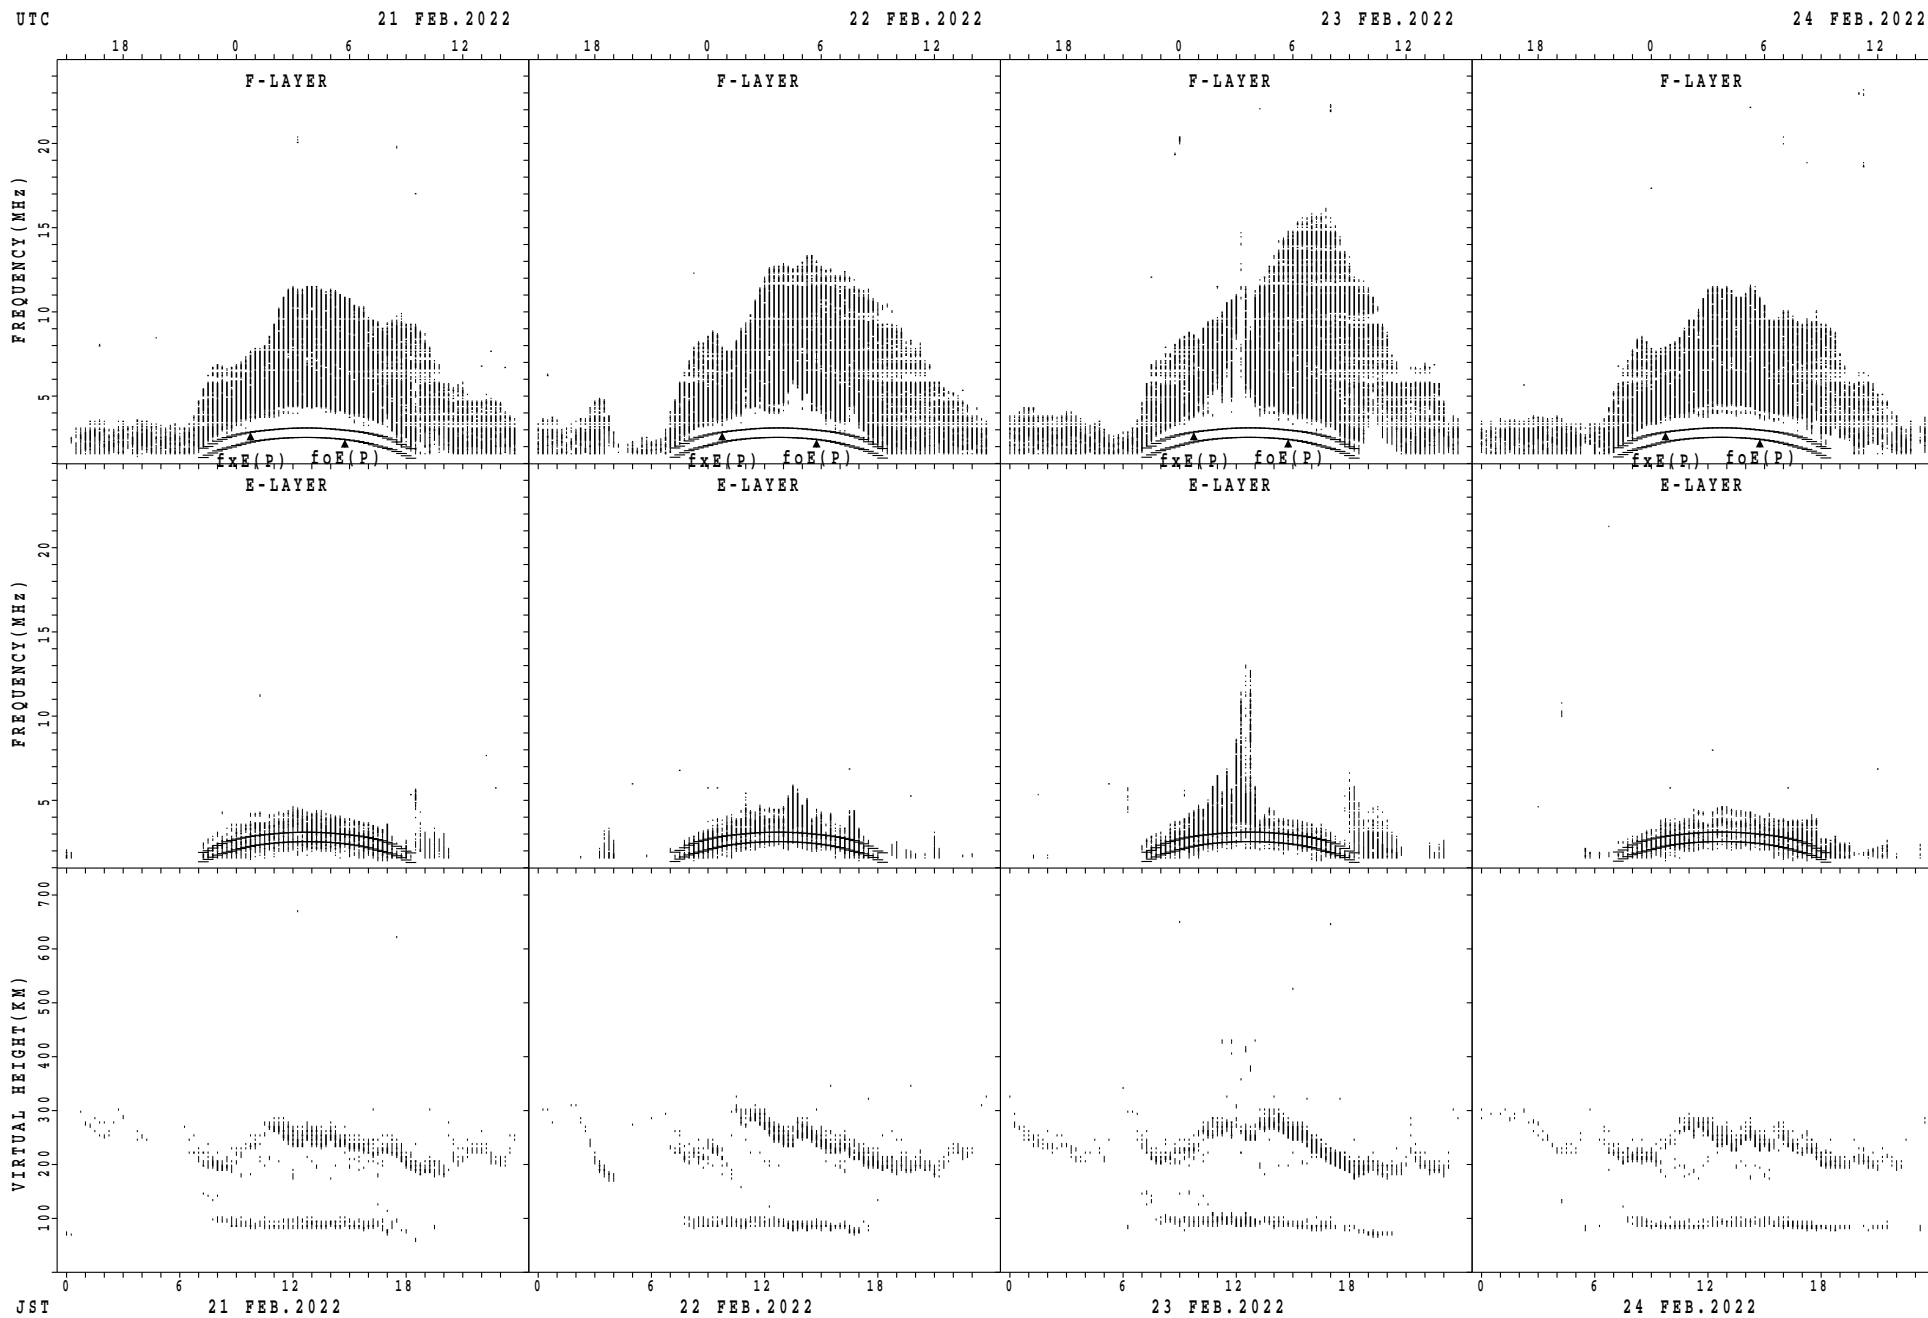 UTC 21 FEB.2022 22 FEB.2022 23 FEB.2022 24 FEB.2022
18 0 6 12 18 0 6 12 18 0 6 12 18 0 6 12
F-LAYER F-LAYER F-LAYER F-LAYER
FREQUENCY(MHz)
20
15
10
5
fxE(P) foE(P) fxE(P) foE(P) fxE(P) foE(P) fxE(P) foE(P)
E-LAYER E-LAYER E-LAYER E-LAYER
FREQUENCY(MHz)
20
15
10
5
VIRTUAL HEIGHT(KM)
700
600
500
400
300
200
100
0 6 12 18 0 6 12 18 0 6 12 18 0 6 12 18
JST 21 FEB.2022 22 FEB.2022 23 FEB.2022 24 FEB.2022